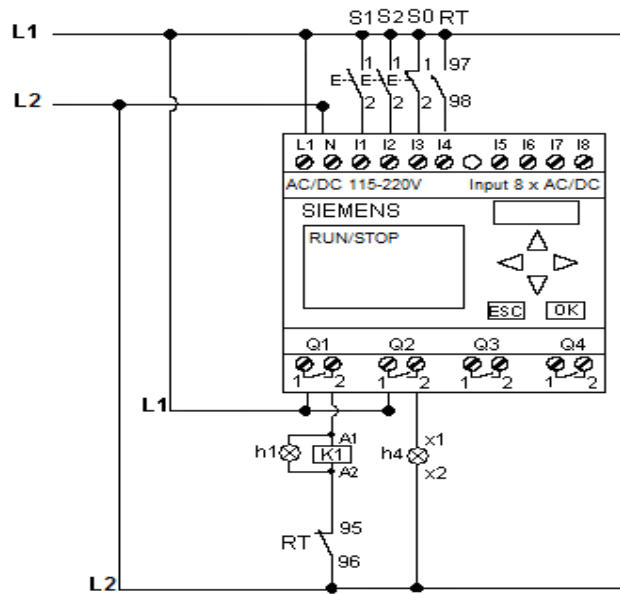 S1 S2 S0 RT
L1
1 1 1 97
E E
2 2 2 98
L2
L1 N I1 I2 I3 I4 I5 I6 I7 I8
AC/DC 115-220V Input 8 x AC/DC
SIEMENS
RUN/STOP
ESC OK
Q1 Q2 Q3 Q4
1 2 1 2 1 2 1 2
L1
h1 K1 A1 A2
h4 x1 x2
RT 95 96
L2